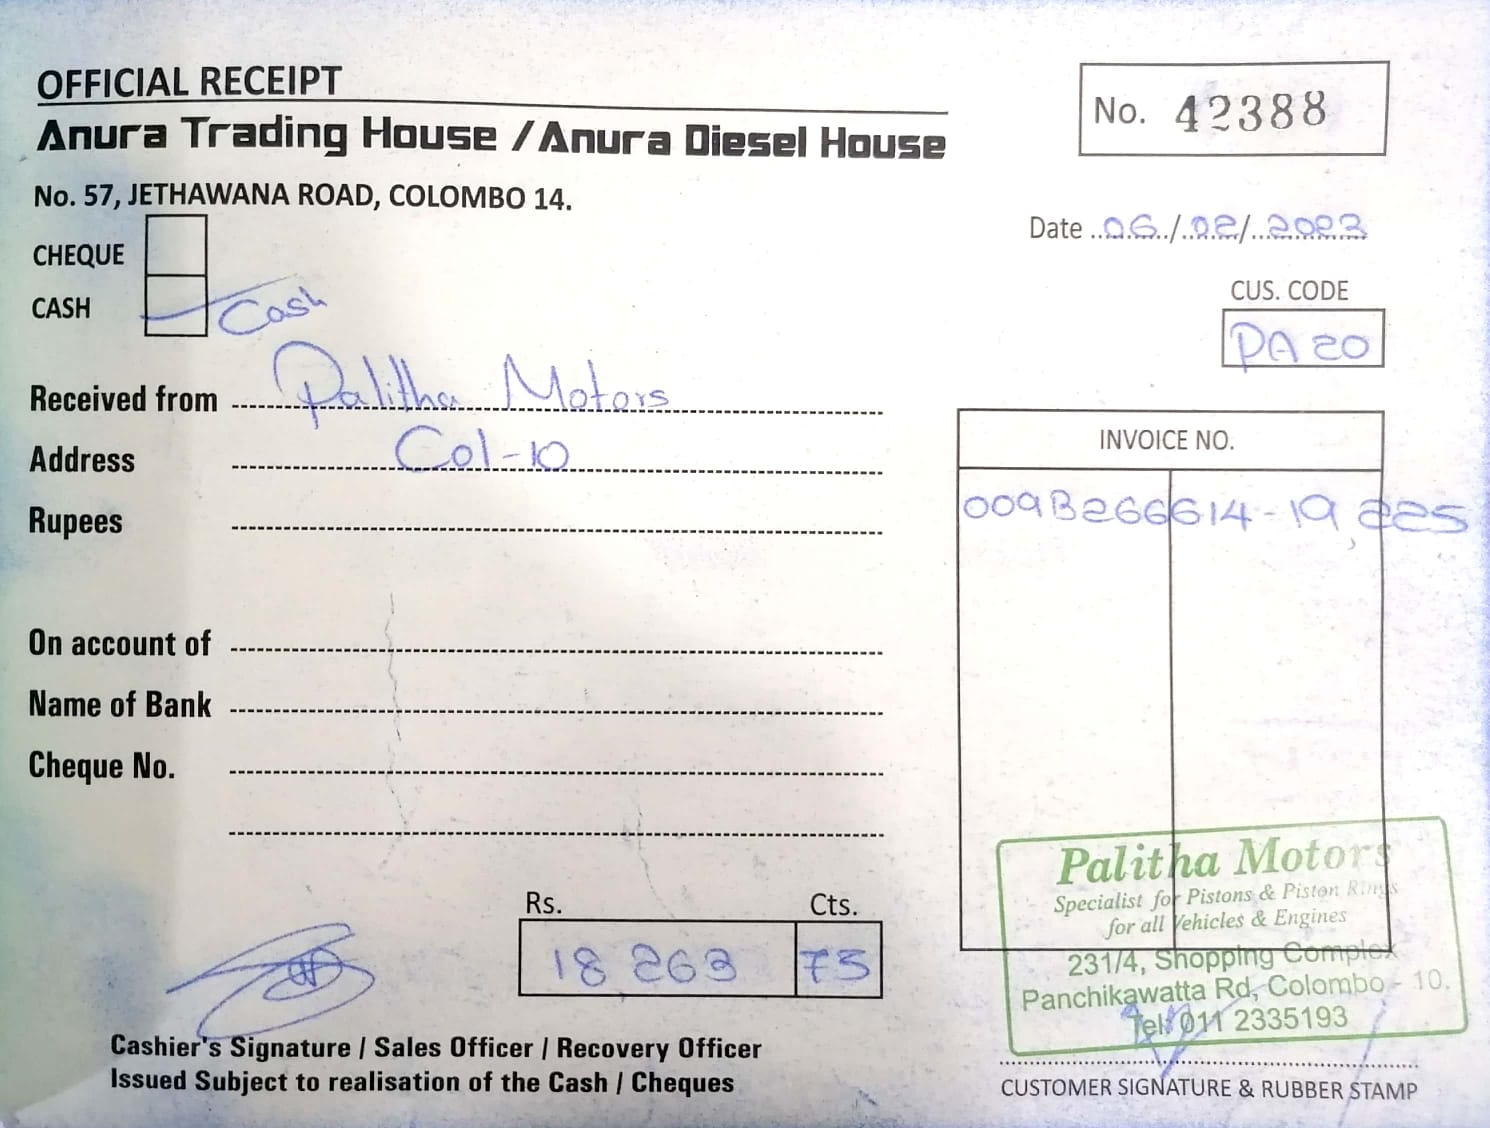 OFFICIAL RECEIPT
Anura Trading House / Anura Diesel House
No. 57, JETHAWANA ROAD, COLOMBO 14.
No. 42388
Date 06/02/2023
CHEQUE
CASH Cash
CUS. CODE
PA 20
Received from Palitha Motors
Address Col-10
Rupees
INVOICE NO.
009B266614-19,225
On account of
Name of Bank
Cheque No.
Rs. Cts.
18 263 75
Cashier's Signature / Sales Officer / Recovery Officer
Issued Subject to realisation of the Cash / Cheques
Palitha Motors
Specialist for Pistons & Piston Rings
for all Vehicles & Engines
231/4, Shopping Complex
Panchikawatta Rd, Colombo - 10.
Tel: 011 2335193
CUSTOMER SIGNATURE & RUBBER STAMP